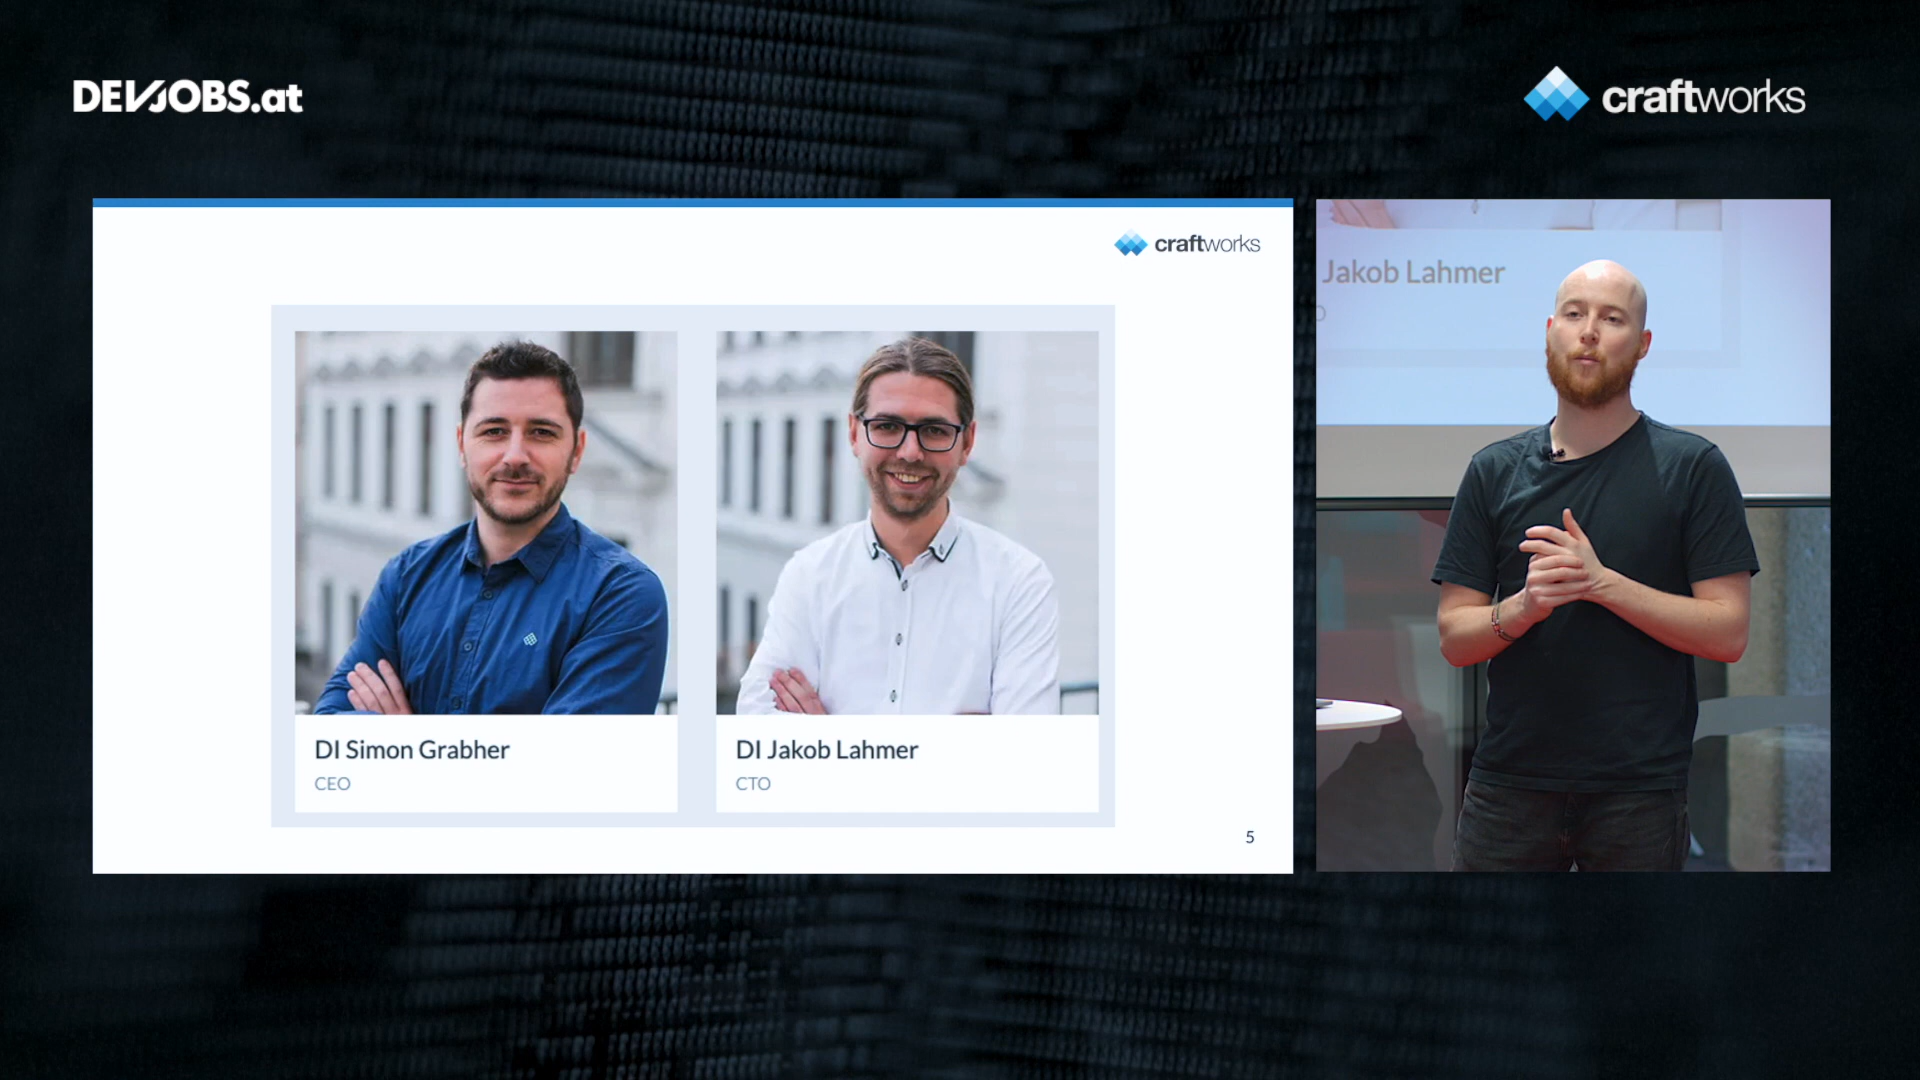 DEVJOBS.at
craftworks
craftworks
DI Simon Grabher
CEO
DI Jakob Lahmer
CTO
5
Jakob Lahmer